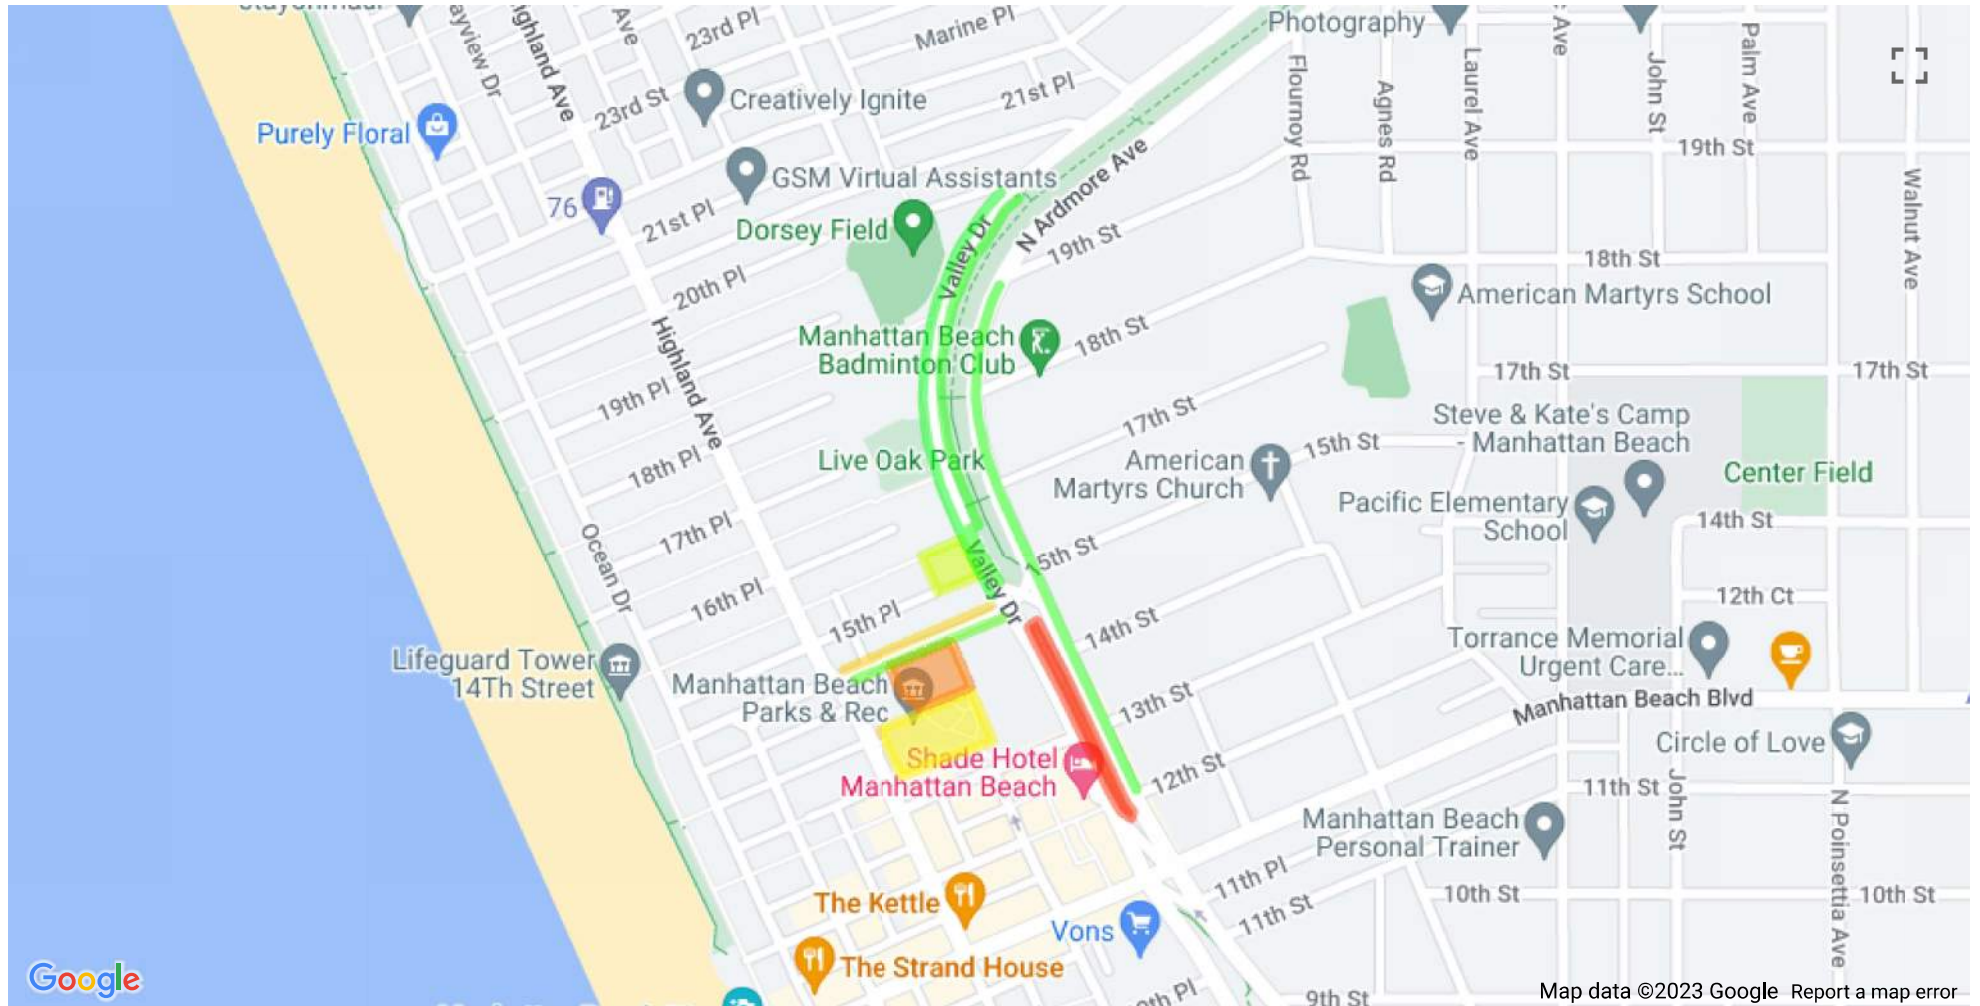 Bayview Dr
Highland Ave
Ave
23rd Pl
Marine Pl
Photography
Laurel Ave
Ave
John St
Palm Ave
Purely Floral
23rd St
Creatively Ignite
21st Pl
Flournoy Rd
Agnes Rd
19th St
Walnut Ave
76
21st Pl
GSM Virtual Assistants
Dorsey Field
Valley Dr
N Ardmore Ave
19th St
18th St
20th Pl
American Martyrs School
Highland Ave
Manhattan Beach
Badminton Club
18th St
17th St
17th St
19th Pl
17th St
Steve & Kate's Camp
- Manhattan Beach
18th Pl
Live Oak Park
American
Martyrs Church
15th St
Center Field
Pacific Elementary
School
14th St
Ocean Dr
17th Pl
Valley Dr
15th St
16th Pl
15th Pl
14th St
12th Ct
Lifeguard Tower
14Th Street
Manhattan Beach
Parks & Rec
Torrance Memorial
Urgent Care...
Manhattan Beach Blvd
13th St
Shade Hotel
Manhattan Beach
12th St
Circle of Love
11th St
John St
N Poinsettia Ave
Manhattan Beach
Personal Trainer
11th Pl
10th St
10th St
The Kettle
Vons
11th St
The Strand House
9th St
Google
Map data ©2023 Google
Report a map error